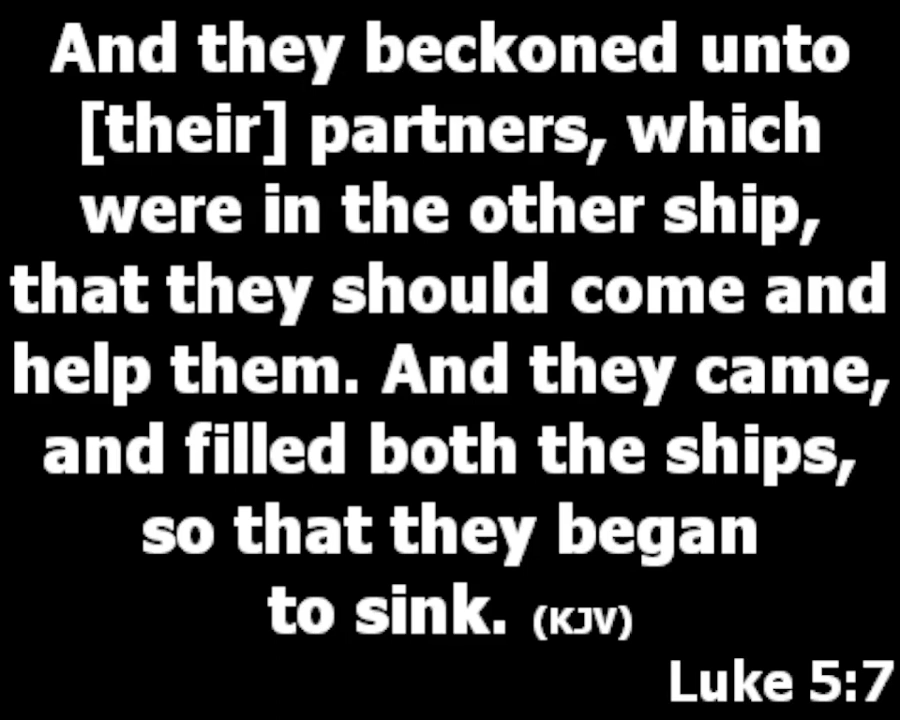 And they beckoned unto
[their] partners, which
were in the other ship,
that they should come and
help them. And they came,
and filled both the ships,
so that they began
to sink. (KJV)
Luke 5:7